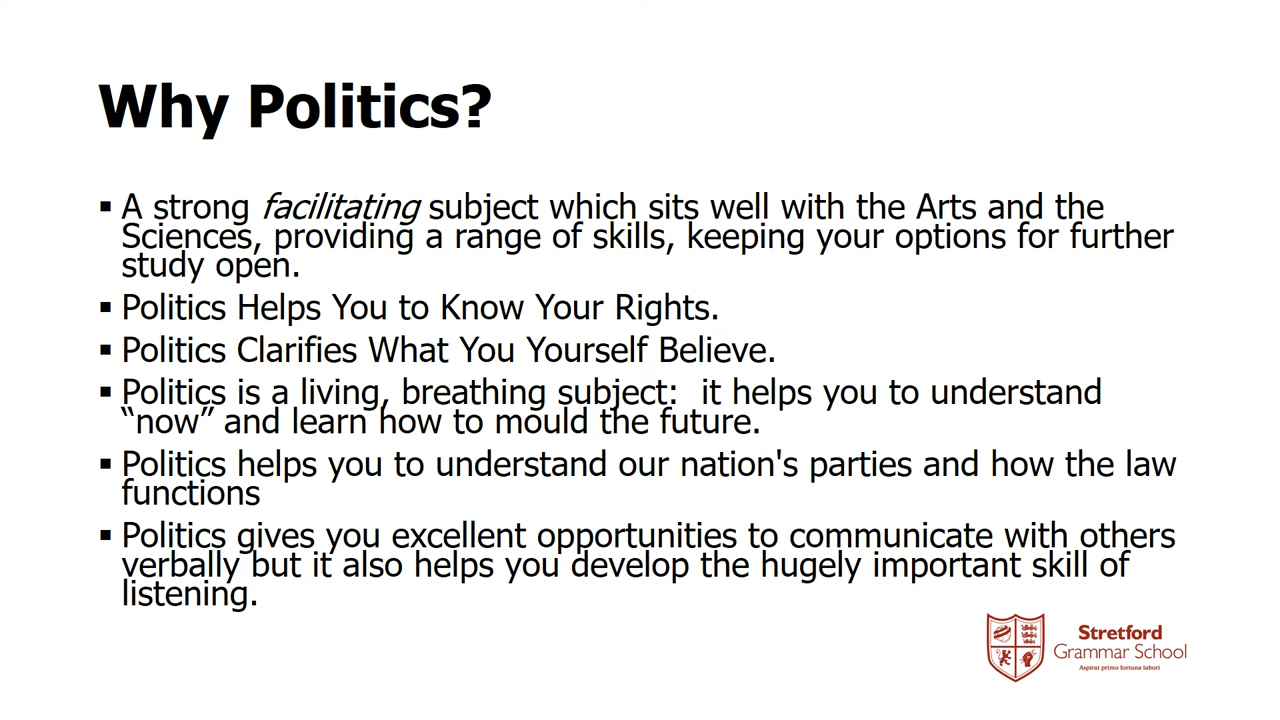 Why Politics?
▪ A strong facilitating subject which sits well with the Arts and the
Sciences, providing a range of skills, keeping your options for further
study open.
▪ Politics Helps You to Know Your Rights.
▪ Politics Clarifies What You Yourself Believe.
▪ Politics is a living, breathing subject:  it helps you to understand
“now” and learn how to mould the future.
▪ Politics helps you to understand our nation's parties and how the law
functions
▪ Politics gives you excellent opportunities to communicate with others
verbally but it also helps you develop the hugely important skill of
listening.
Stretford
Grammar School
Aspirat primo fortuna labori